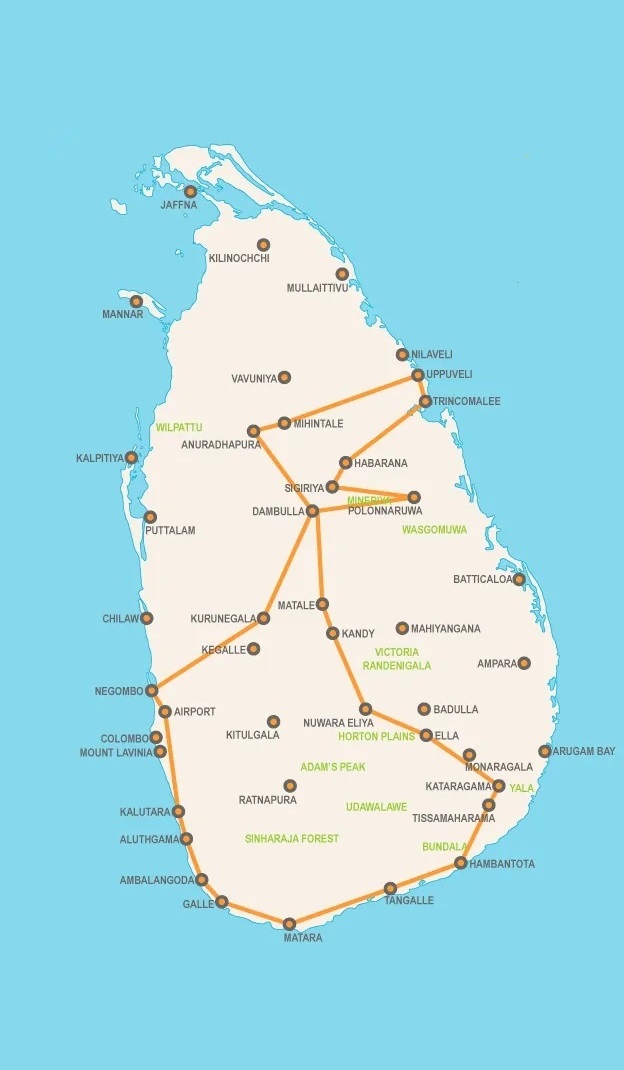 JAFFNA
KILINOCHCHI
MULLAITTIVU
MANNAR
NILAVELI
UPPUVELI
VAVUNIYA
TRINCOMALEE
MIHINTALE
WILPATTU
ANURADHAPURA
KALPITIYA
HABARANA
SIGIRIYA
MINERIYA
DAMBULLA
POLONNARUWA
PUTTALAM
WASGOMUWA
BATTICALOA
MATALE
CHILAW
KURUNEGALA
MAHIYANGANA
KANDY
KEGALLE
VICTORIA
RANDENIGALA
AMPARA
NEGOMBO
AIRPORT
BADULLA
NUWARA ELIYA
KITULGALA
HORTON PLAINS
ELLA
COLOMBO
MOUNT LAVINIA
ARUGAM BAY
MONARAGALA
ADAM'S PEAK
KATARAGAMA
YALA
RATNAPURA
UDAWALAWE
KALUTARA
TISSAMAHARAMA
ALUTHGAMA
SINHARAJA FOREST
BUNDALA
HAMBANTOTA
AMBALANGODA
TANGALLE
GALLE
MATARA